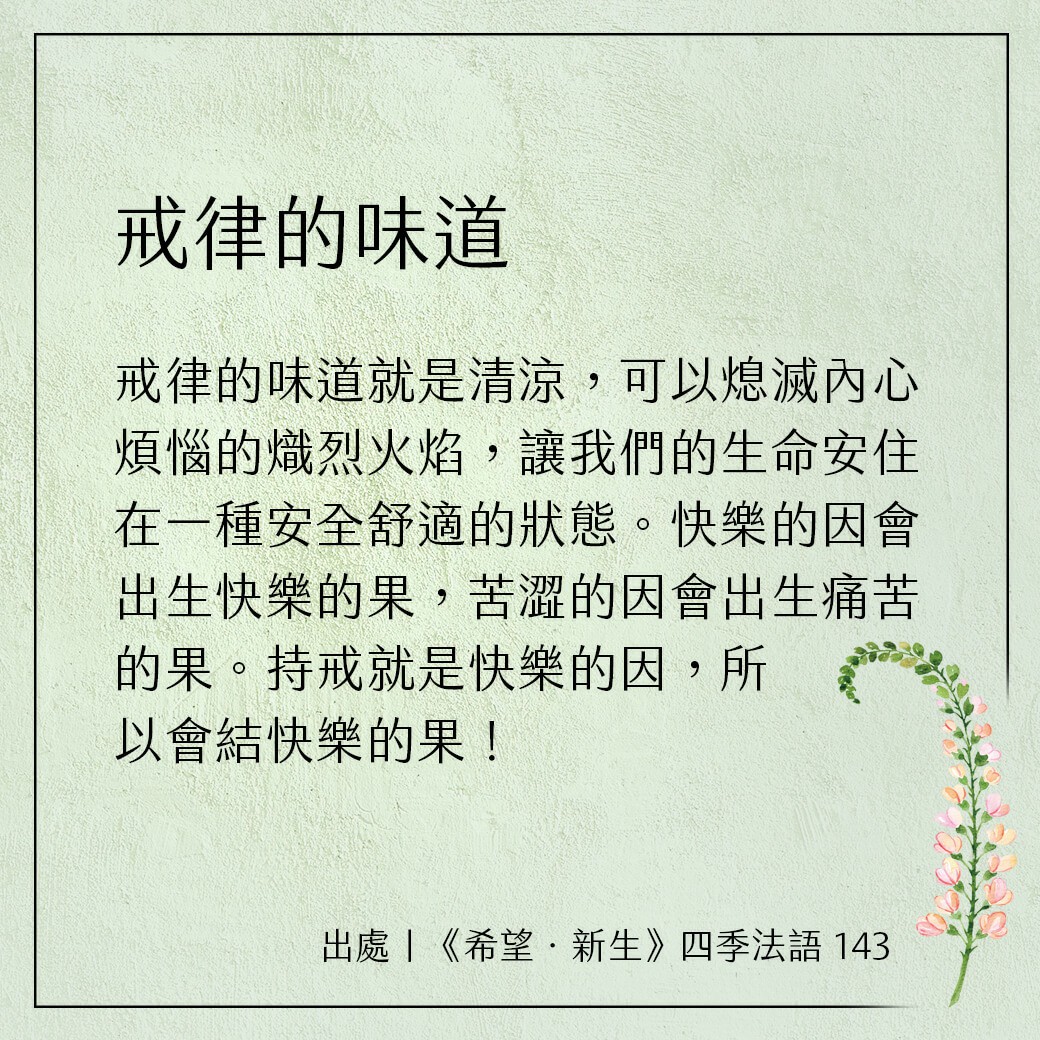 戒律的味道
戒律的味道就是清涼，可以熄滅內心
煩惱的熾烈火焰，讓我們的生命安住
在一種安全舒適的狀態。快樂的因會
出生快樂的果，苦澀的因會出生痛苦
的果。持戒就是快樂的因，所
以會結快樂的果！
出處｜《希望．新生》四季法語 143